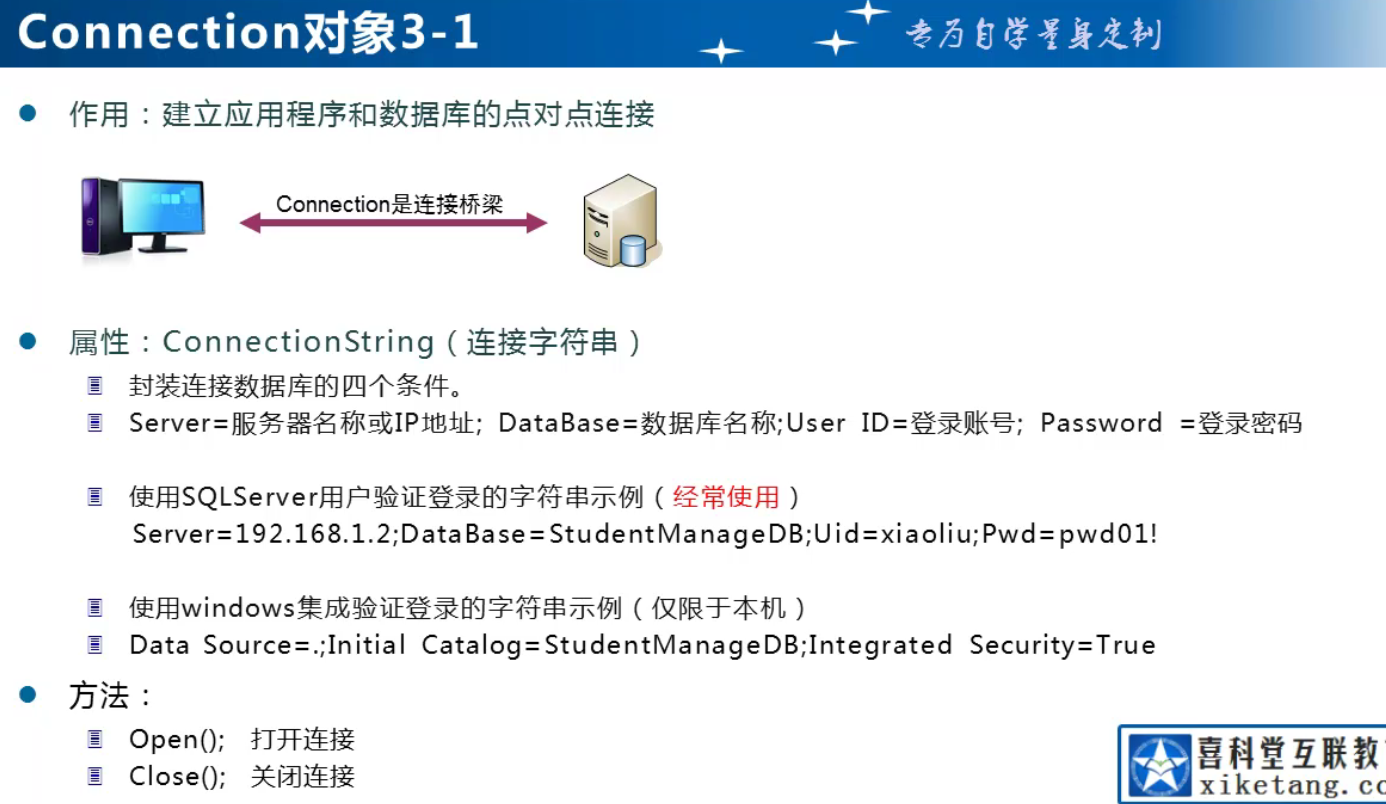 Connection对象3-1
专为自学量身定制
作用：建立应用程序和数据库的点对点连接
Connection是连接桥梁
属性：ConnectionString（连接字符串）
封装连接数据库的四个条件。
Server=服务器名称或IP地址; DataBase=数据库名称;User ID=登录账号; Password =登录密码
使用SQLServer用户验证登录的字符串示例（经常使用）
Server=192.168.1.2;DataBase=StudentManageDB;Uid=xiaoliu;Pwd=pwd01!
使用windows集成验证登录的字符串示例（仅限于本机）
Data Source=.;Initial Catalog=StudentManageDB;Integrated Security=True
方法：
Open(); 打开连接
Close(); 关闭连接
喜科堂互联教
xiketang.co